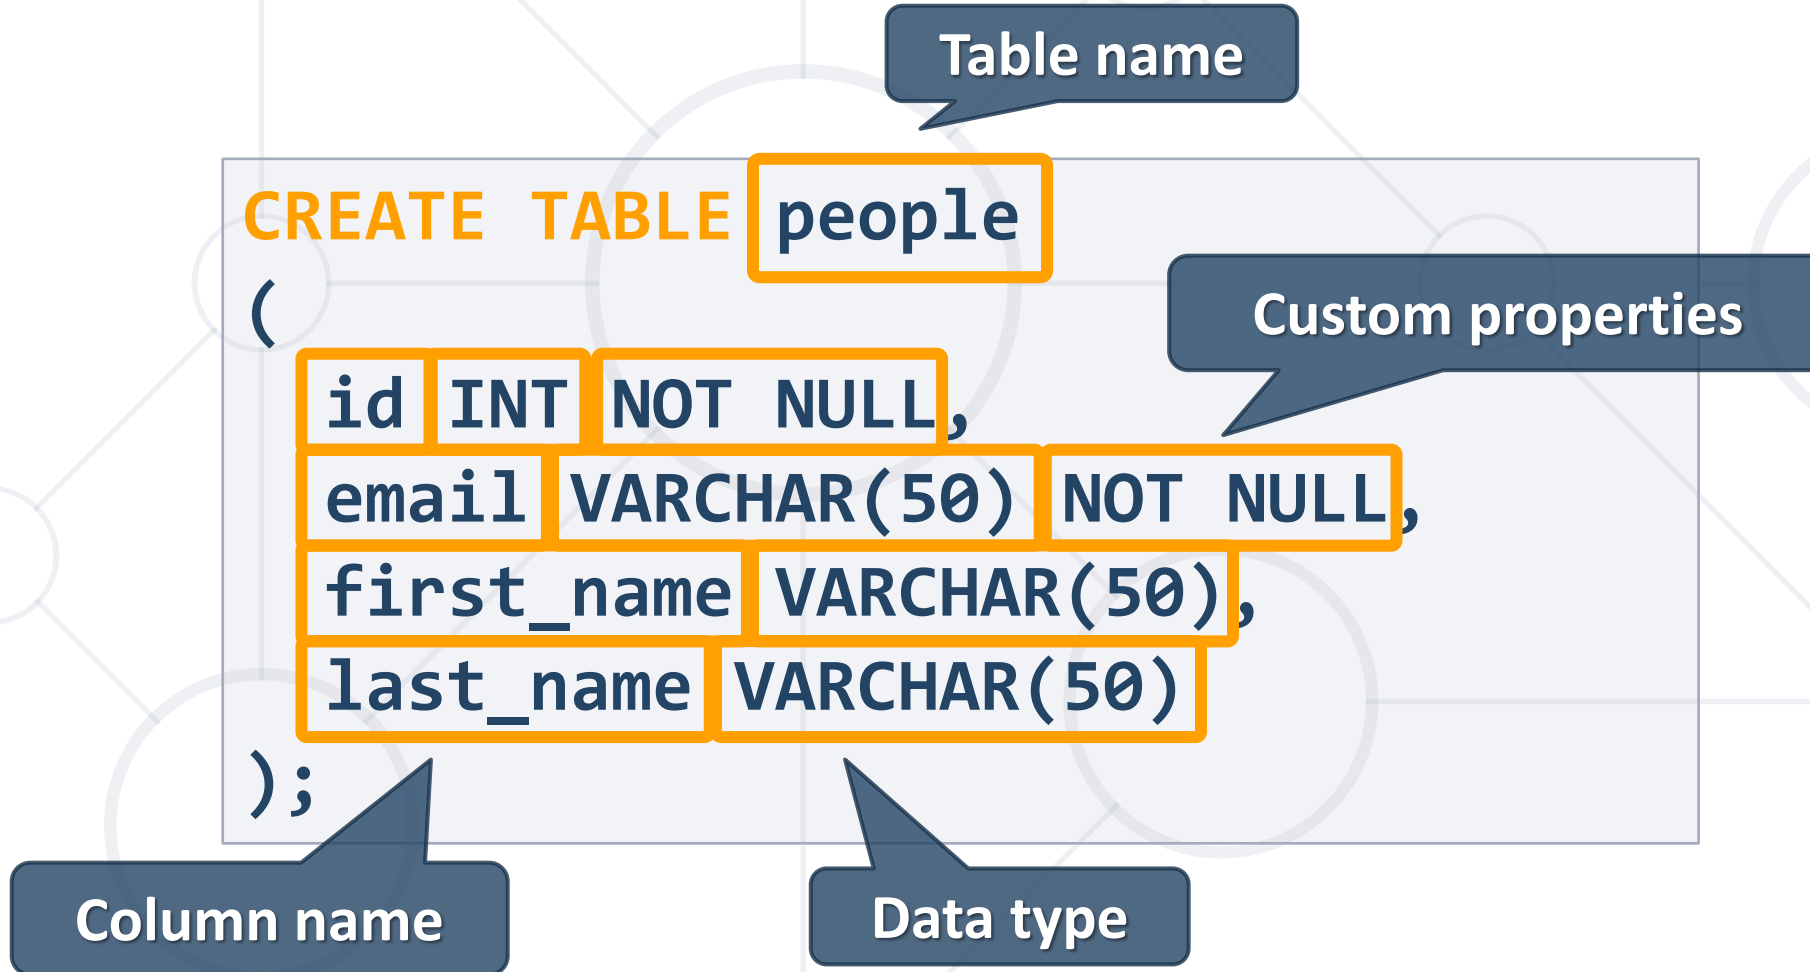 Table name
CREATE TABLE people
(
Custom properties
id INT NOT NULL,
email VARCHAR(50) NOT NULL,
first_name VARCHAR(50),
last_name VARCHAR(50)
);
Column name
Data type